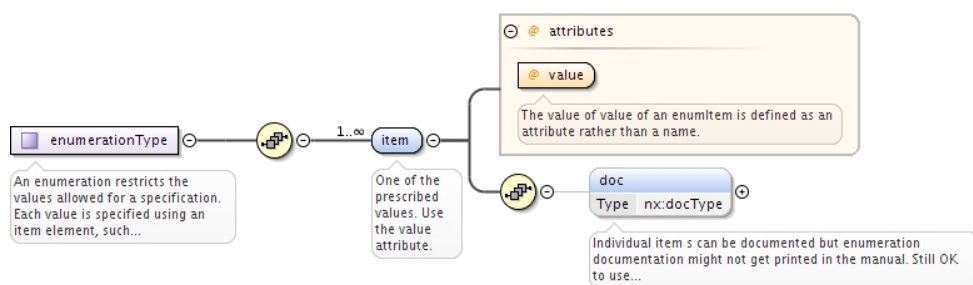 attributes
value
The value of value of an enumItem is defined as an
attribute rather than a name.
enumerationType
1..∞
item
An enumeration restricts the
values allowed for a specification.
Each value is specified using an
item element, such...
One of the
prescribed
values. Use
the value
attribute.
doc
Type nx:docType
Individual item s can be documented but enumeration
documentation might not get printed in the manual. Still OK
to use...